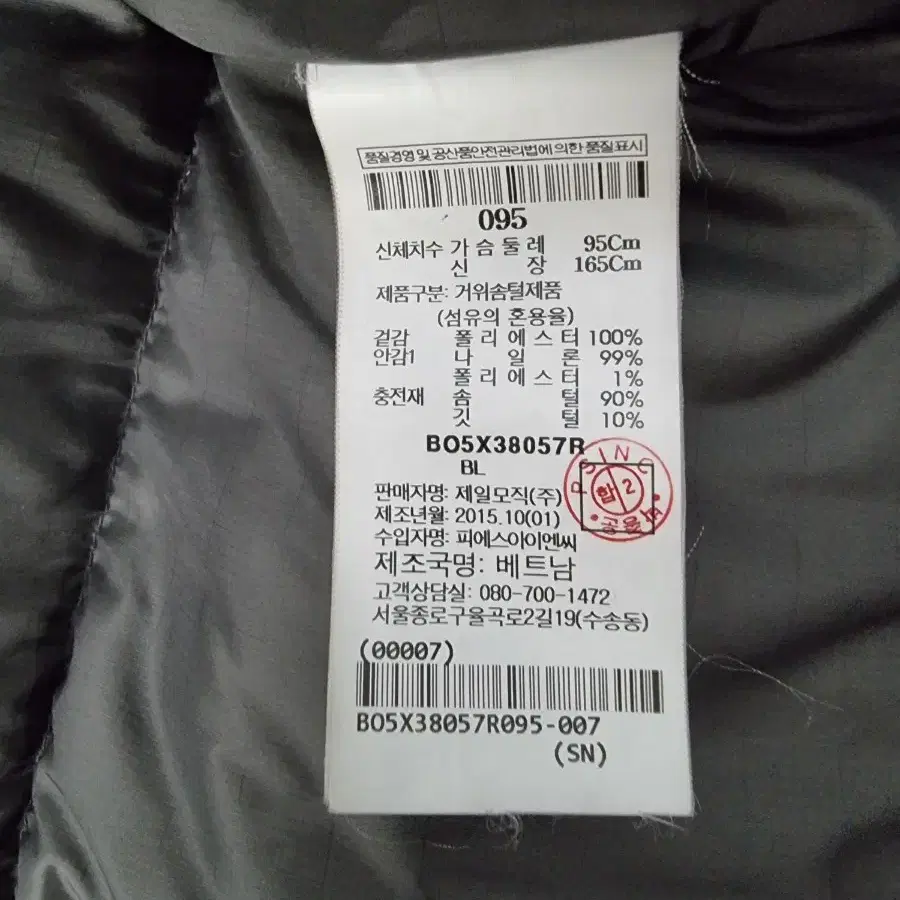 품질경영 및 공산품안전관리법에 의한 품질표시
095
신체치수 가슴둘레 95Cm
신장 165Cm
제품구분: 거위솜털제품
(섬유의 혼용율)
겉감 폴리에스터 100%
안감1 나일론 99%
폴리에스터 1%
충전재 솜털 90%
깃털 10%
BO5X38057R
BL
판매자명: 제일모직(주)
제조년월: 2015.10(01)
수입자명: 피에스아이엔씨
제조국명: 베트남
고객상담실: 080-700-1472
서울종로구율곡로2길19(수송동)
PSINC
합 2
(00007)
BO5X38057R095-007
(SN)